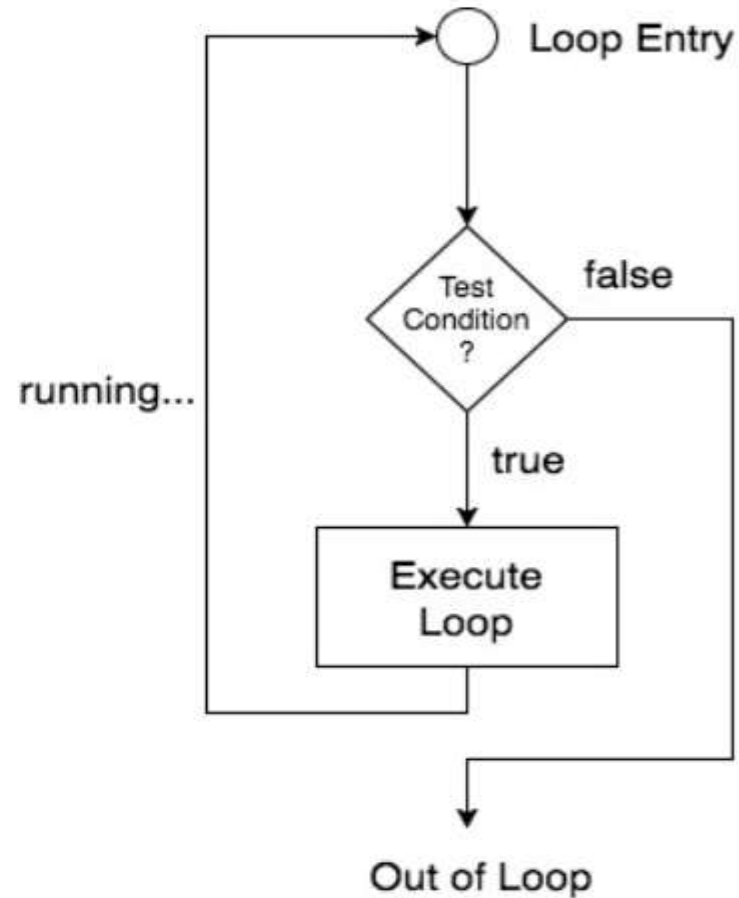 Loop Entry
Test
Condition
?
false
running...
true
Execute
Loop
Out of Loop